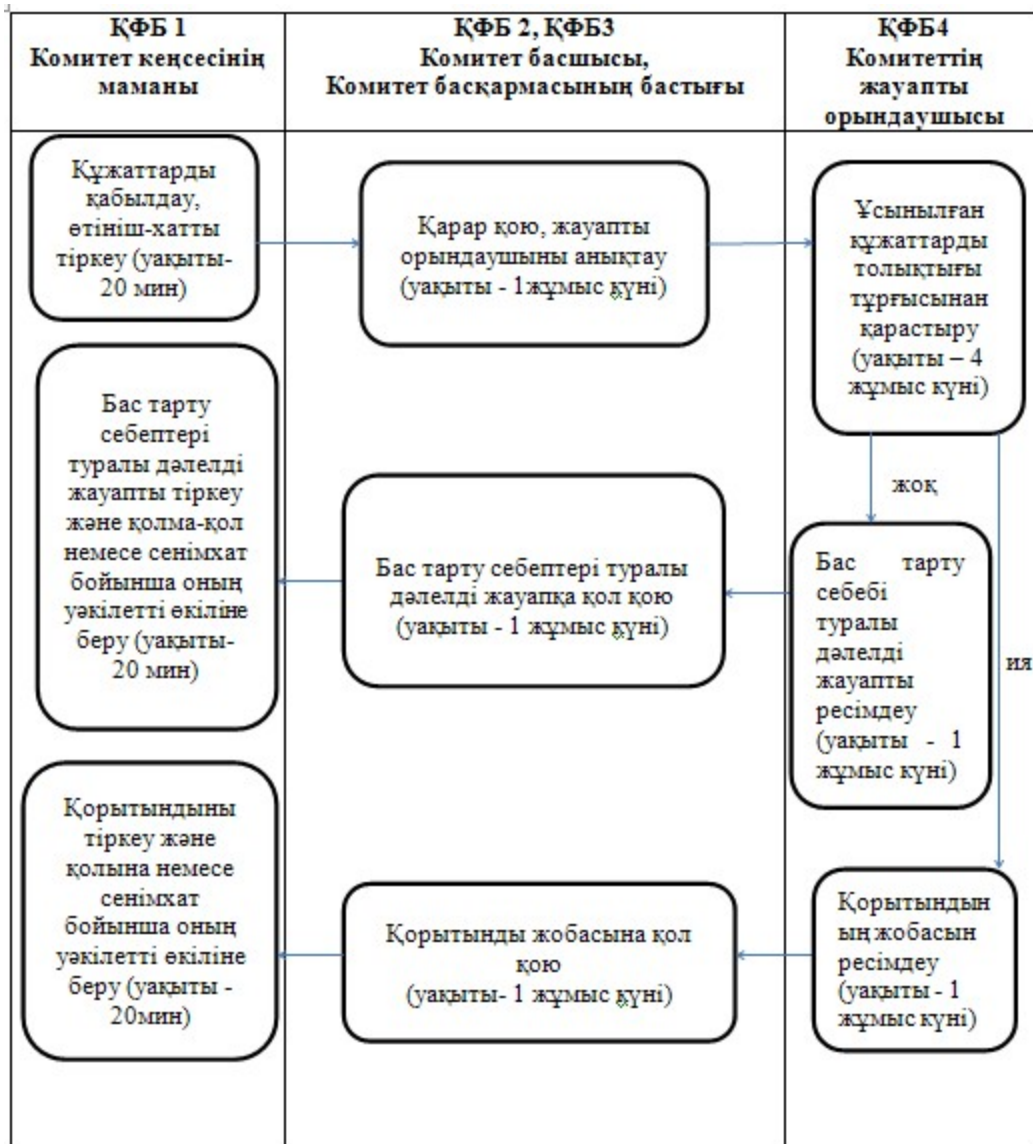 ҚФБ 1
Комитет кеңсесінің
маманы
ҚФБ 2, ҚФБ3
Комитет басшысы,
Комитет басқармасының бастығы
ҚФБ4
Комитеттің
жауапты
орындаушысы
Құжаттарды
қабылдау,
өтініш-хатты
тіркеу (уақыты-
20 мин)
Қарар қою, жауапты
орындаушыны анықтау
(уақыты - 1жұмыс күні)
Ұсынылған
құжаттарды
толықтығы
тұрғысынан
қарастыру
(уақыты – 4
жұмыс күні)
жоқ
ия
Бас тарту
себебі
туралы
дәлелді
жауапты
ресімдеу
(уақыты - 1
жұмыс күні)
Бас тарту себептері туралы
дәлелді жауапқа қол қою
(уақыты - 1 жұмыс күні)
Бас тарту
себептері
туралы дәлелді
жауапты тіркеу
және қолма-қол
немесе сенімхат
бойынша оның
уәкілетті өкіліне
беру (уақыты-
20 мин)
Қорытындын
ың жобасын
ресімдеу
(уақыты - 1
жұмыс күні)
Қорытынды жобасына қол
қою
(уақыты- 1 жұмыс күні)
Қорытындыны
тіркеу және
қолына немесе
сенімхат
бойынша оның
уәкілетті өкіліне
беру (уақыты -
20мин)